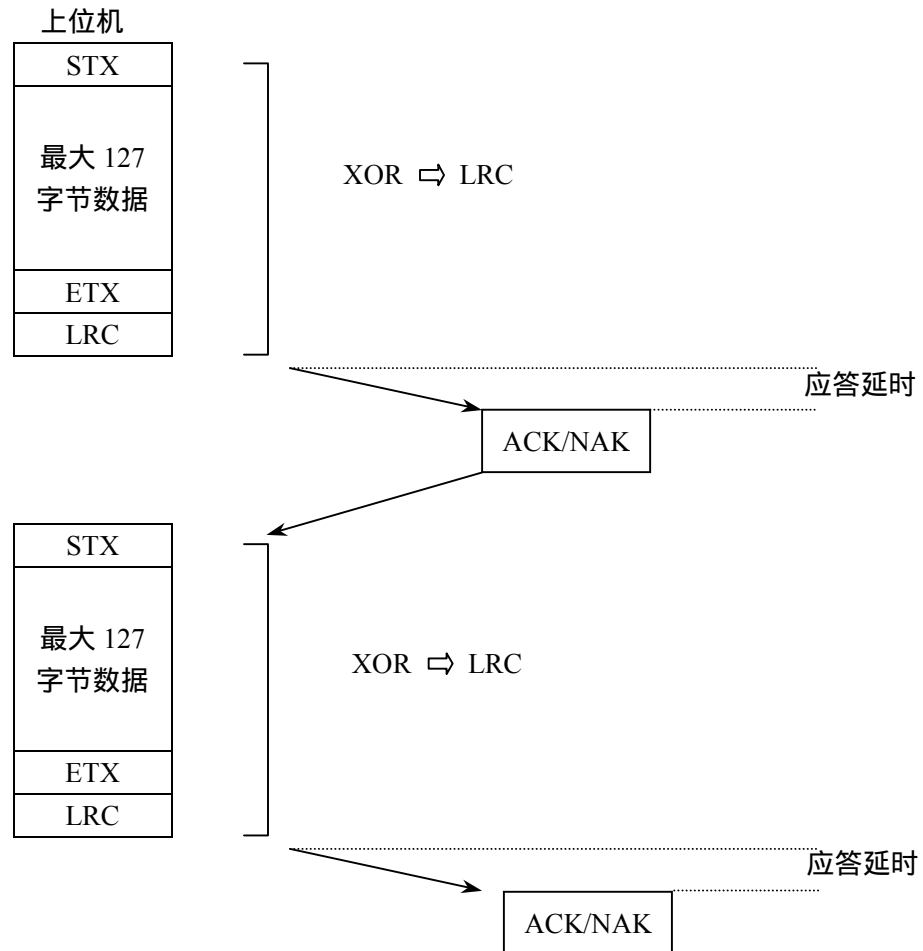 上位机
STX
最大 127
字节数据
XOR ⇨ LRC
ETX
LRC
应答延时
ACK/NAK
STX
最大 127
字节数据
XOR ⇨ LRC
ETX
LRC
应答延时
ACK/NAK